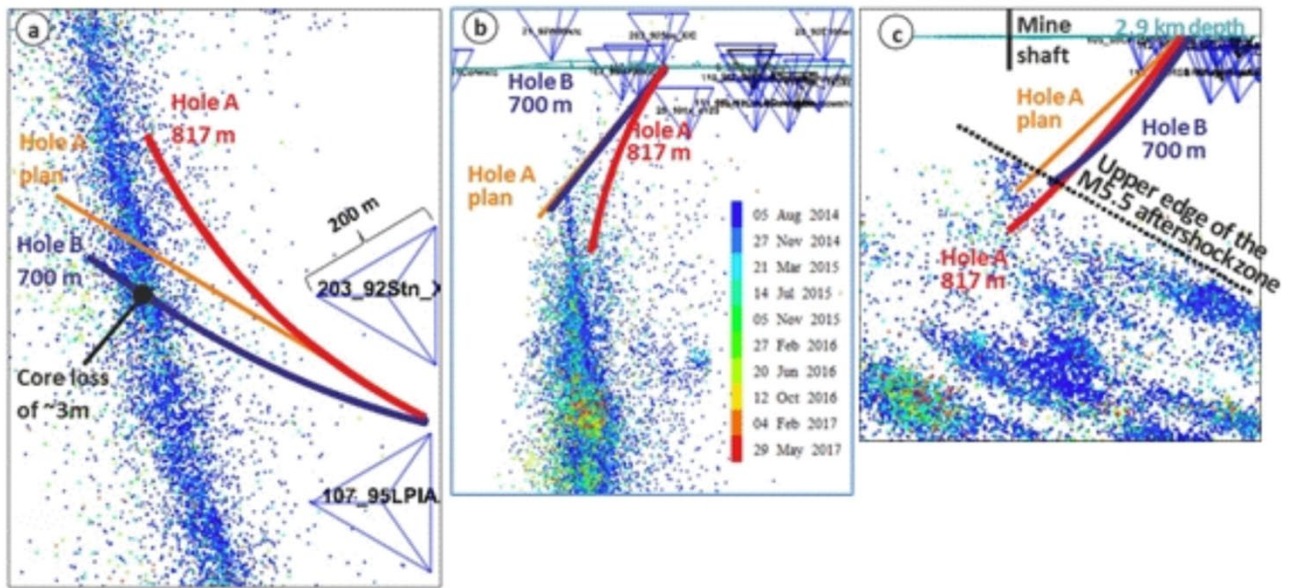 a
Hole A
817 m
Hole A
plan
Hole B
700 m
200 m
203_92Stn_X
Core loss
of ~3m
107_95LPIA
b
Hole B
700 m
Hole A
817 m
Hole A
plan
05 Aug 2014
27 Nov 2014
21 Mar 2015
14 Jul 2015
05 Nov 2015
27 Feb 2016
20 Jun 2016
12 Oct 2016
04 Feb 2017
29 May 2017
c
Mine
shaft
2.9 km depth
Hole A
plan
Hole B
700 m
Upper edge of the
M5.5 aftershock zone
Hole A
817 m